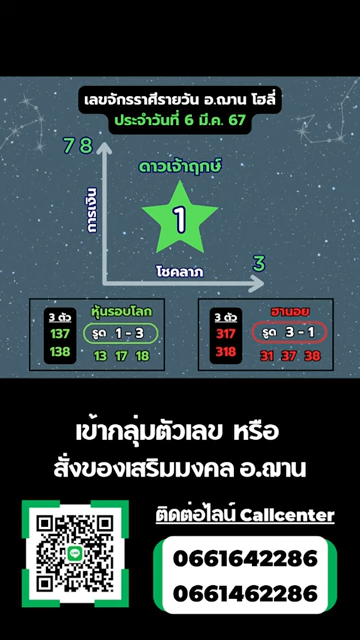 เลขจักรราศีรายวัน อ.ฌาน โฮลี่
ประจำวันที่ 6 มี.ค. 67
7 8
การเงิน
ดาวเจ้าฤกษ์
1
โชคลาภ
3
3 ตัว
137
138
หุ้นรอบโลก
รูด 1 - 3
13 17 18
3 ตัว
317
318
ฮานอย
รูด 3 - 1
31 37 38
เข้ากลุ่มตัวเลข หรือ
สั่งของเสริมมงคล อ.ฌาน
ติดต่อไลน์ Callcenter
0661642286
0661462286